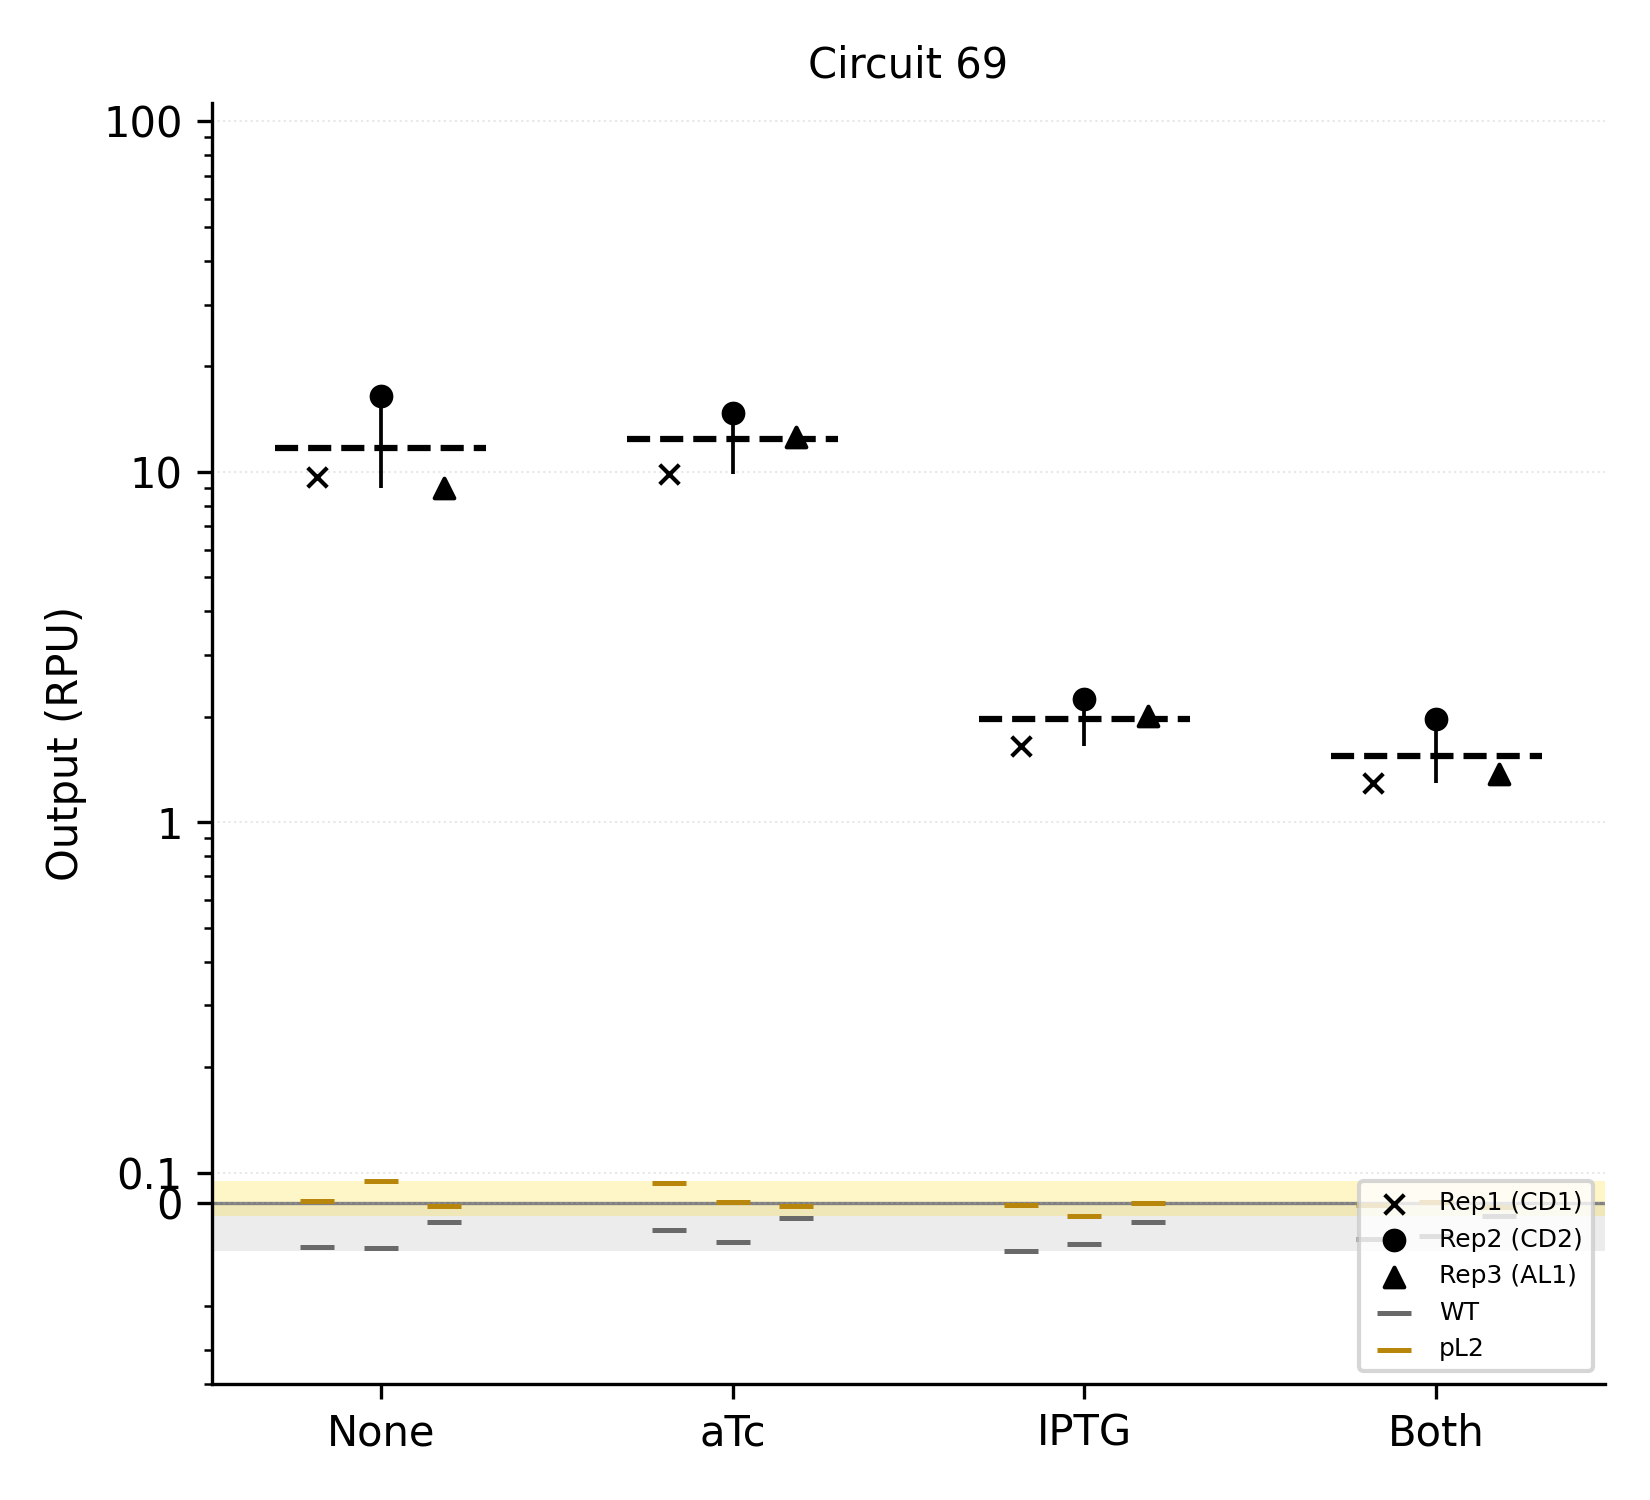 Circuit 69
100
10
1
0.1
0
Output (RPU)
None
aTc
IPTG
Both
Rep1 (CD1)
Rep2 (CD2)
Rep3 (AL1)
WT
pL2